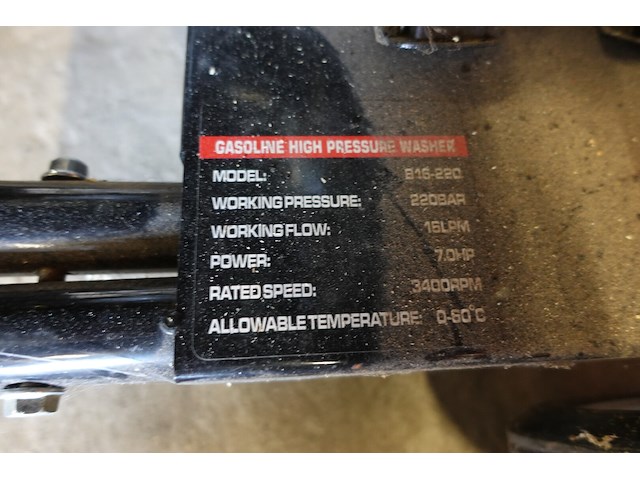 GASOLINE HIGH PRESSURE WASHER
MODEL: 816-220
WORKING PRESSURE: 220BAR
WORKING FLOW: 16LPM
POWER: 7.0HP
RATED SPEED: 3400RPM
ALLOWABLE TEMPERATURE: 0-60°C